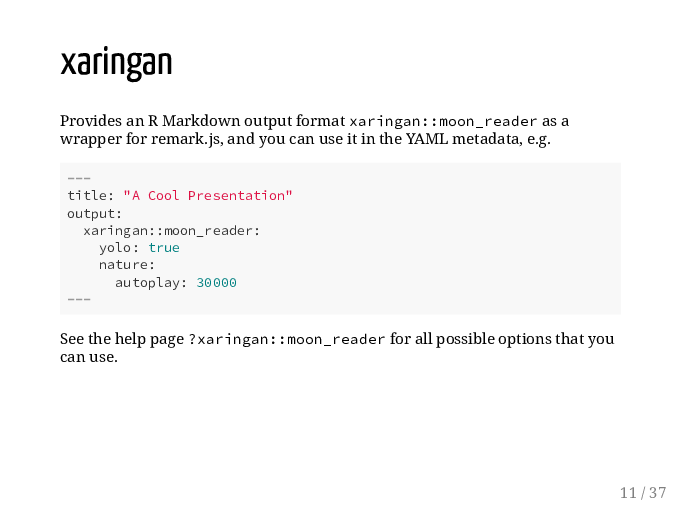 xaringan
Provides an R Markdown output format xaringan::moon_reader as a
wrapper for remark.js, and you can use it in the YAML metadata, e.g.
---
title: "A Cool Presentation"
output:
  xaringan::moon_reader:
    yolo: true
    nature:
      autoplay: 30000
---
See the help page ?xaringan::moon_reader for all possible options that you
can use.
11 / 37